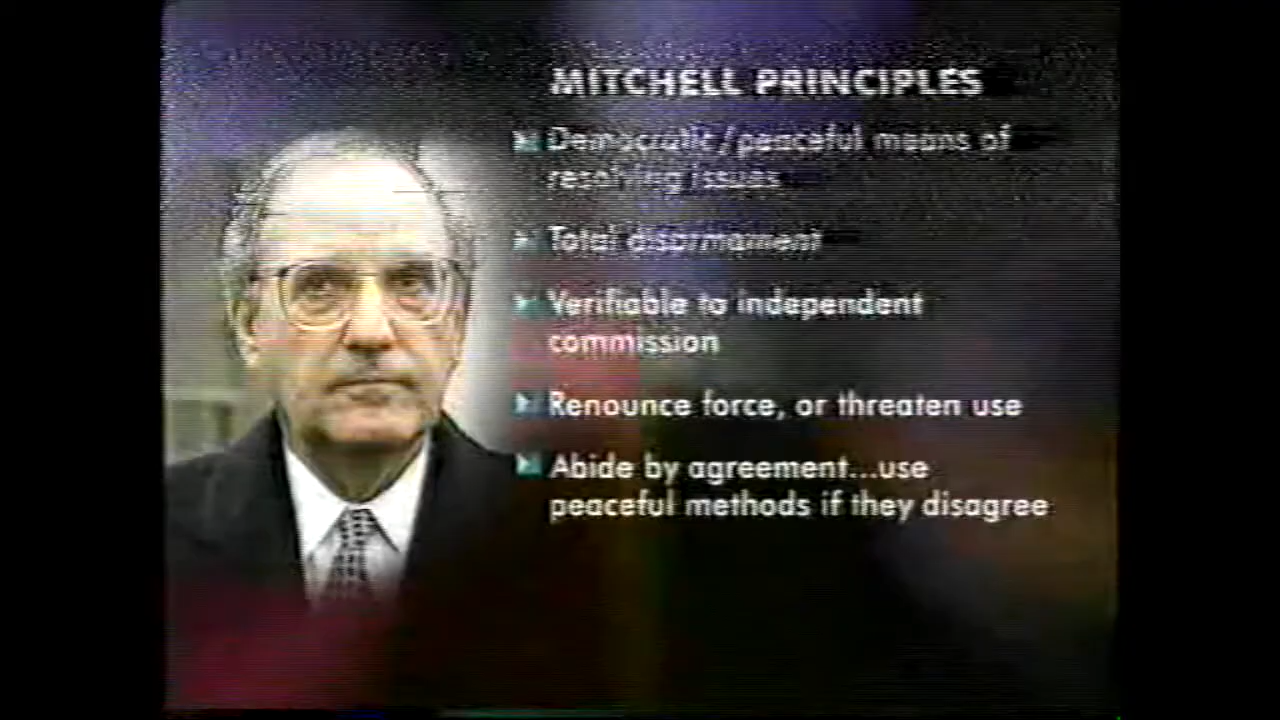 MITCHELL PRINCIPLES
Democratic/peaceful means of
resolving issues
Total disarmament
Verifiable to independent
commission
Renounce force, or threaten use
Abide by agreement...use
peaceful methods if they disagree